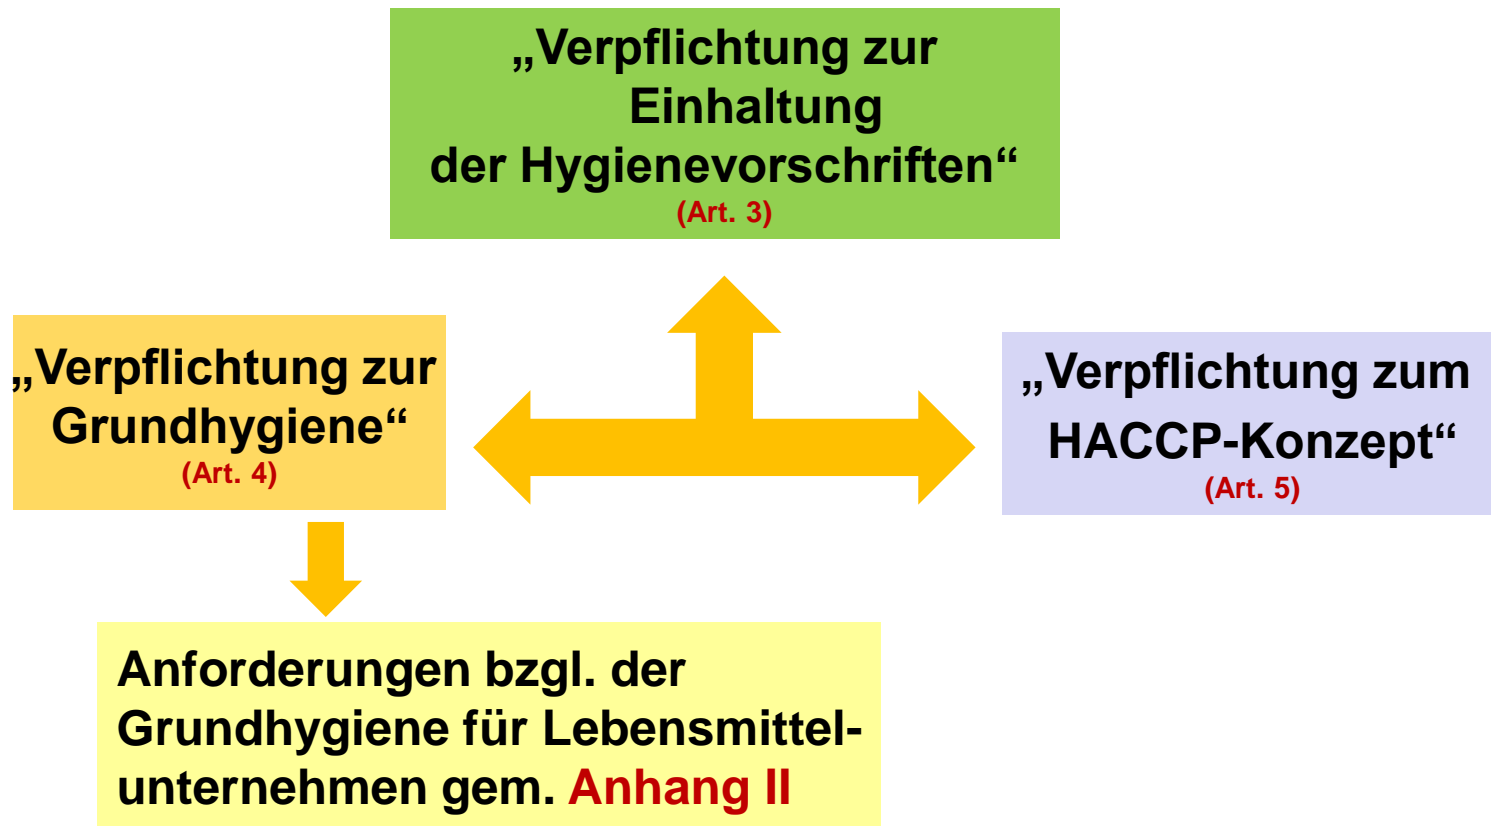 „Verpflichtung zur
Einhaltung
der Hygienevorschriften“
(Art. 3)
„Verpflichtung zur
Grundhygiene“
(Art. 4)
„Verpflichtung zum
HACCP-Konzept“
(Art. 5)
Anforderungen bzgl. der
Grundhygiene für Lebensmittel-
unternehmen gem. Anhang II